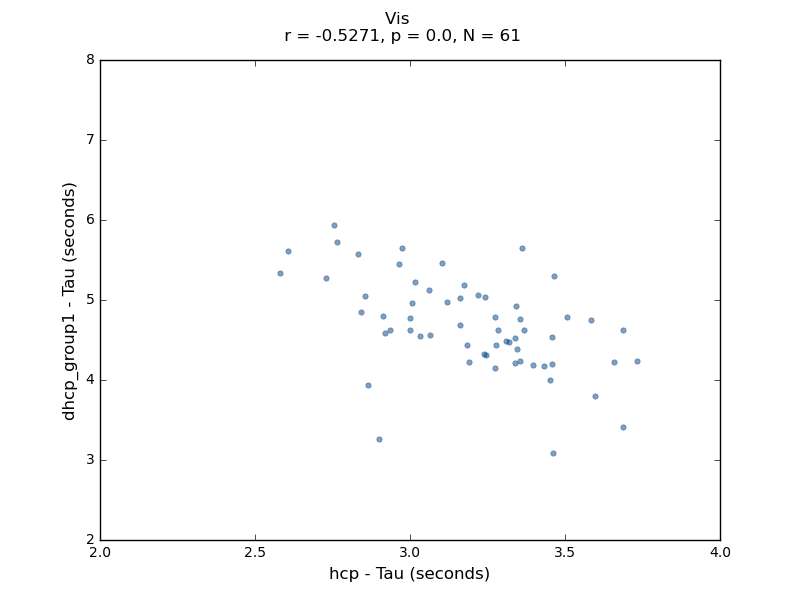 Vis
r = -0.5271, p = 0.0, N = 61
8
7
6
5
4
3
2
dhcp_group1 - Tau (seconds)
2.0 2.5 3.0 3.5 4.0
hcp - Tau (seconds)